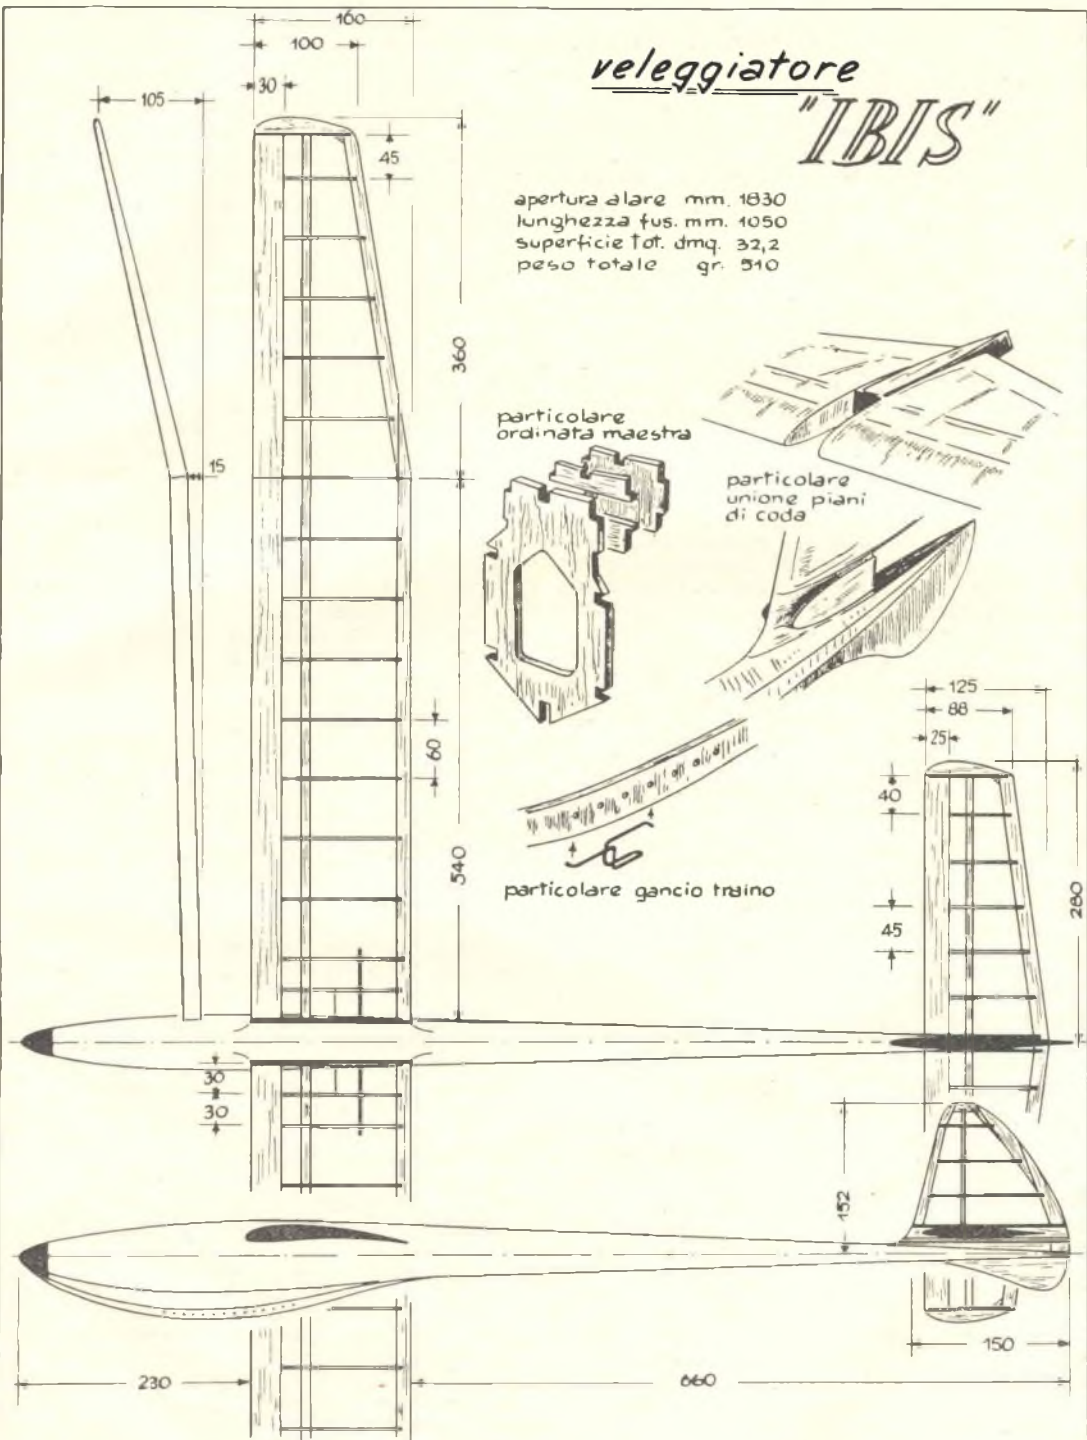 160
100
30
105
veleggiatore
"IBIS"
45
apertura alare mm. 1830
lunghezza fus. mm. 1050
superficie tot. dmq. 32,2
peso totale gr. 510
360
particolare
ordinata maestra
15
particolare
unione piani
di coda
125
88
25
60
40
540
particolare gancio traino
280
45
30
30
152
150
230
660